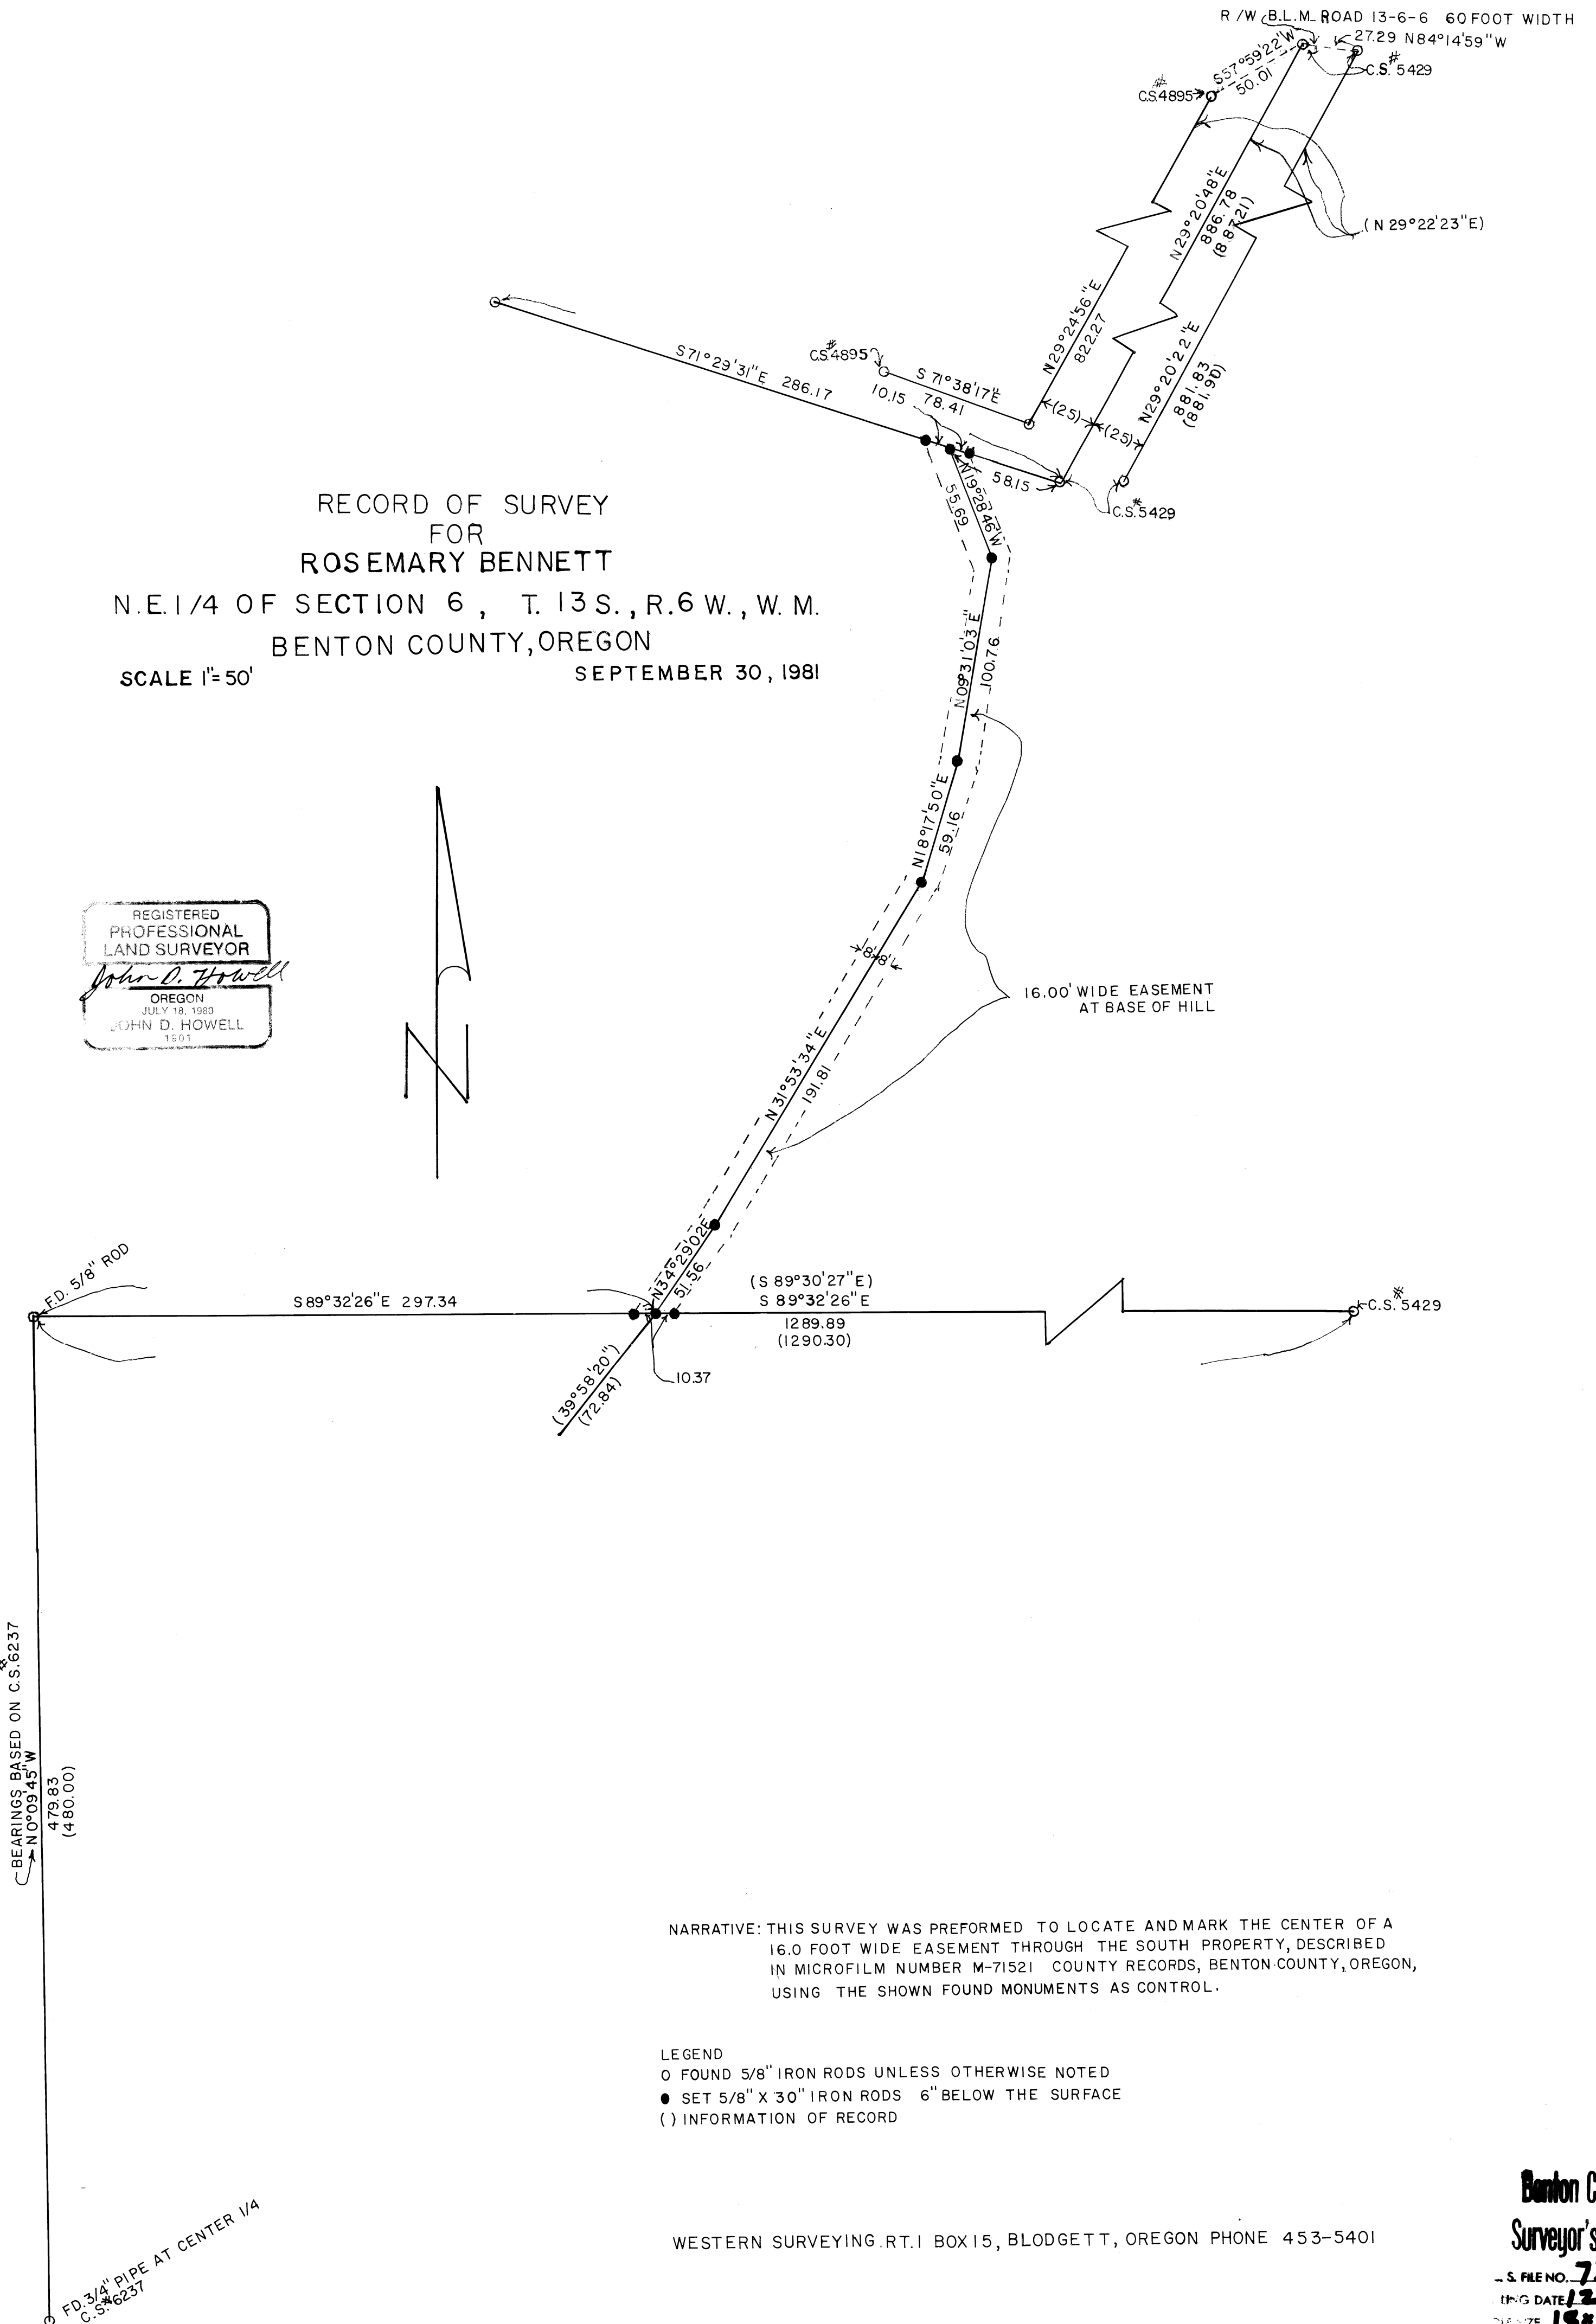 R/W B.L.M. ROAD 13-6-6 60 FOOT WIDTH
27.29 N84°14'59"W
S57°59'22"W
50.01
C.S.# 5429
C.S.#4895
N29°20'48"E
886.78
(887.21)
(N 29°22'23"E)
N29°24'56"E
822.27
N29°20'22"E
881.83
(881.90)
S71°29'31"E 286.17
C.S.#4895
S 71°38'17"E
78.41
10.15
(25)
(25)
58.15
C.S.#5429
N19°28'46"W
55.69
RECORD OF SURVEY
FOR
ROSEMARY BENNETT
N.E. 1/4 OF SECTION 6, T. 13 S., R. 6 W., W. M.
BENTON COUNTY, OREGON
SCALE 1"=50' SEPTEMBER 30, 1981
N09°31'03"E
100.76
N18°17'50"E
59.16
REGISTERED
PROFESSIONAL
LAND SURVEYOR
John D. Howell
OREGON
JULY 18, 1980
JOHN D. HOWELL
8' 8'
16.00' WIDE EASEMENT
AT BASE OF HILL
N 31°53'34"E
191.81
N34°29'02E
51.56
F.D. 5/8" ROD
S89°32'26"E 297.34
(S 89°30'27"E)
S 89°32'26"E
1289.89
(1290.30)
C.S.# 5429
10.37
(39°58'20")
(72.84)
BEARINGS BASED ON C.S.#6237
N0°09'45"W
479.83
(480.00)
NARRATIVE: THIS SURVEY WAS PREFORMED TO LOCATE AND MARK THE CENTER OF A
16.0 FOOT WIDE EASEMENT THROUGH THE SOUTH PROPERTY, DESCRIBED
IN MICROFILM NUMBER M-71521 COUNTY RECORDS, BENTON COUNTY, OREGON,
USING THE SHOWN FOUND MONUMENTS AS CONTROL.
LEGEND
O FOUND 5/8" IRON RODS UNLESS OTHERWISE NOTED
● SET 5/8" X 30" IRON RODS 6" BELOW THE SURFACE
( ) INFORMATION OF RECORD
WESTERN SURVEYING. RT. 1 BOX 15, BLODGETT, OREGON PHONE 453-5401
FD. 3/4" PIPE AT CENTER 1/4
C.S.#6237
Benton C
Surveyor's
S. FILE NO. 7